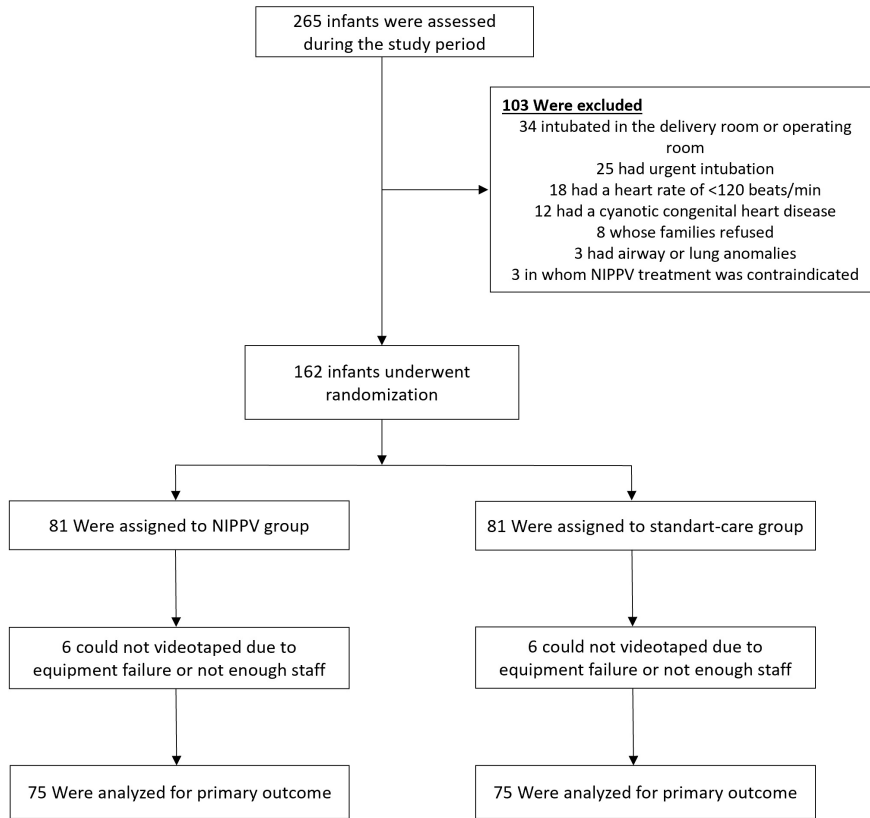 265 infants were assessed
during the study period
103 Were excluded
34 intubated in the delivery room or operating
room
25 had urgent intubation
18 had a heart rate of <120 beats/min
12 had a cyanotic congenital heart disease
8 whose families refused
3 had airway or lung anomalies
3 in whom NIPPV treatment was contraindicated
162 infants underwent
randomization
81 Were assigned to NIPPV group
81 Were assigned to standart-care group
6 could not videotaped due to
equipment failure or not enough staff
6 could not videotaped due to
equipment failure or not enough staff
75 Were analyzed for primary outcome
75 Were analyzed for primary outcome